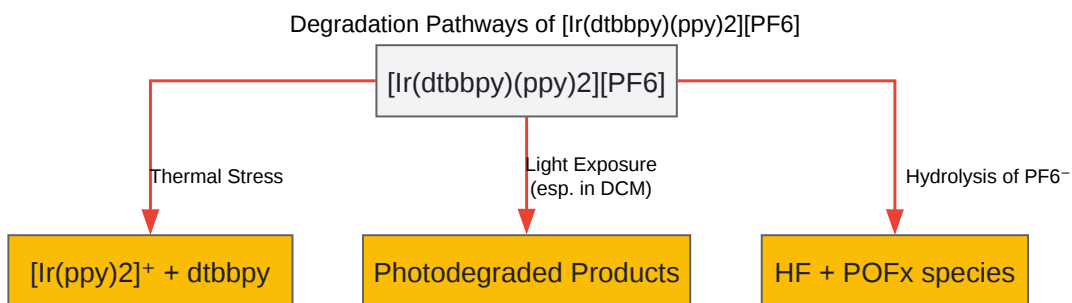 Degradation Pathways of [Ir(dtbbpy)(ppy)2][PF6]
[Ir(dtbbpy)(ppy)2][PF6]
Thermal Stress
Light Exposure
(esp. in DCM)
Hydrolysis of PF6⁻
[Ir(ppy)2]⁺ + dtbbpy
Photodegraded Products
HF + POFx species